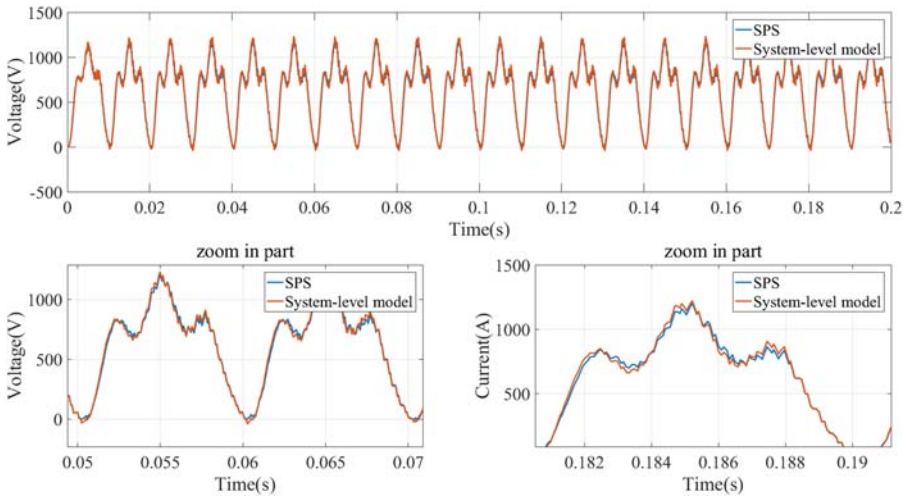 1500
1000
500
0
-500
Voltage(V)
SPS
System-level model
0 0.02 0.04 0.06 0.08 0.1 0.12 0.14 0.16 0.18 0.2
Time(s)
zoom in part
1000
500
0
Voltage(V)
SPS
System-level model
0.05 0.055 0.06 0.065 0.07
Time(s)
zoom in part
1500
1000
500
Current(A)
SPS
System-level model
0.182 0.184 0.186 0.188 0.19
Time(s)